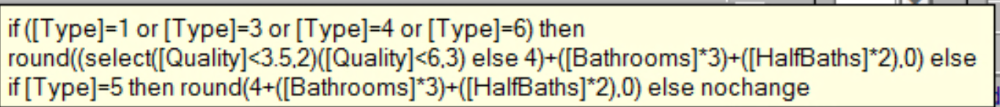 if ([Type]=1 or [Type]=3 or [Type]=4 or [Type]=6) then
round((select([Quality]<3.5,2)([Quality]<6,3) else 4)+([Bathrooms]*3)+([HalfBaths]*2),0) else
if [Type]=5 then round(4+([Bathrooms]*3)+([HalfBaths]*2),0) else nochange